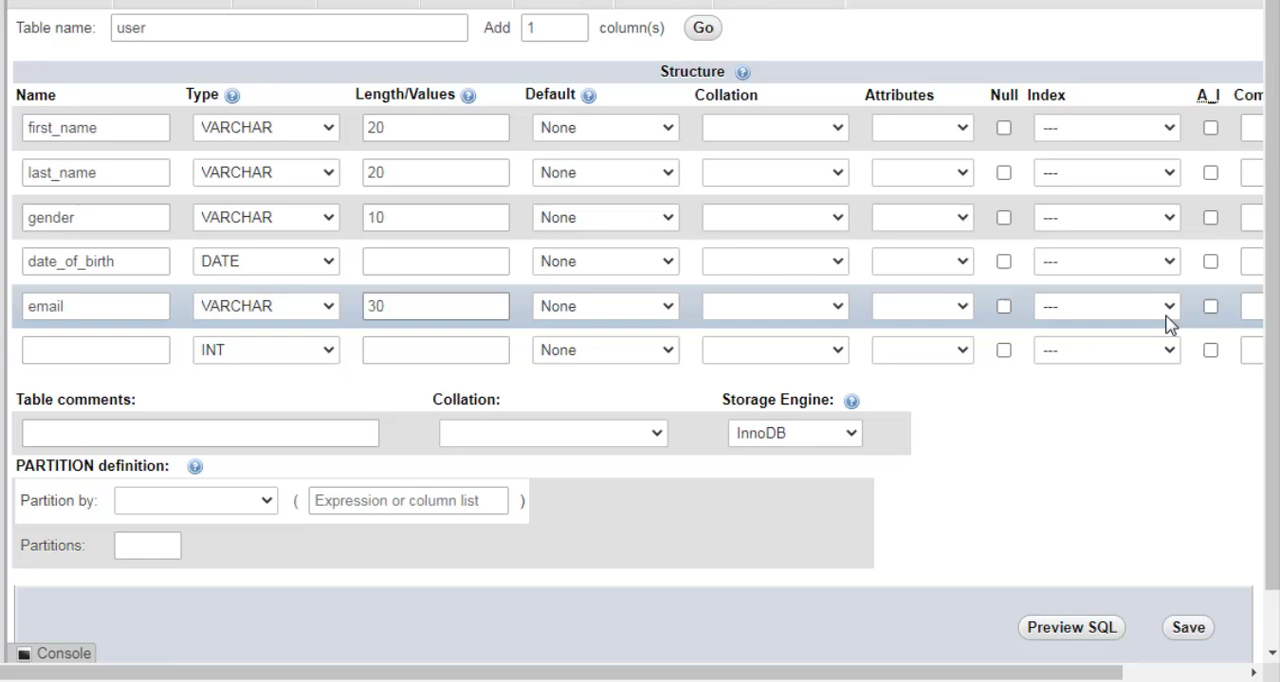 Table name: user Add 1 column(s) Go
Structure
Name Type Length/Values Default Collation Attributes Null Index A_I
first_name VARCHAR 20 None ---
last_name VARCHAR 20 None ---
gender VARCHAR 10 None ---
date_of_birth DATE None ---
email VARCHAR 30 None ---
INT None ---
Table comments: Collation: Storage Engine:
InnoDB
PARTITION definition:
Partition by: ( Expression or column list )
Partitions:
Preview SQL Save
Console